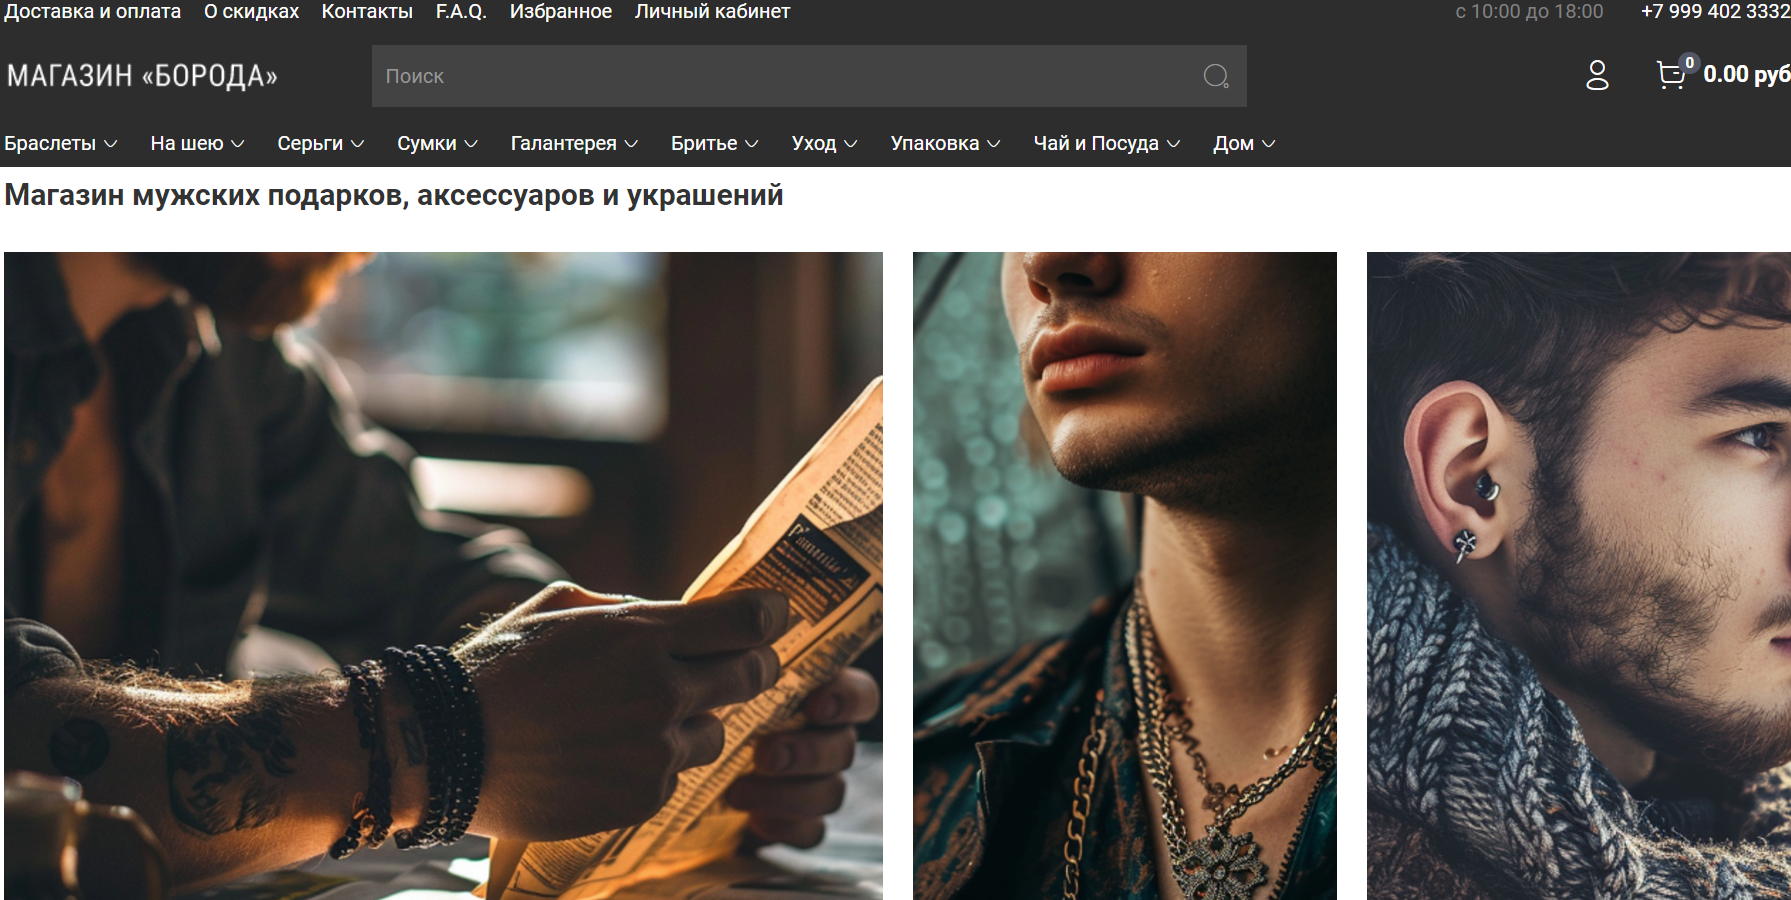 Доставка и оплата О скидках Контакты F.A.Q. Избранное Личный кабинет с 10:00 до 18:00 +7 999 402 3332
МАГАЗИН «БОРОДА» Поиск 0 0.00 руб
Браслеты На шею Серьги Сумки Галантерея Бритье Уход Упаковка Чай и Посуда Дом
Магазин мужских подарков, аксессуаров и украшений